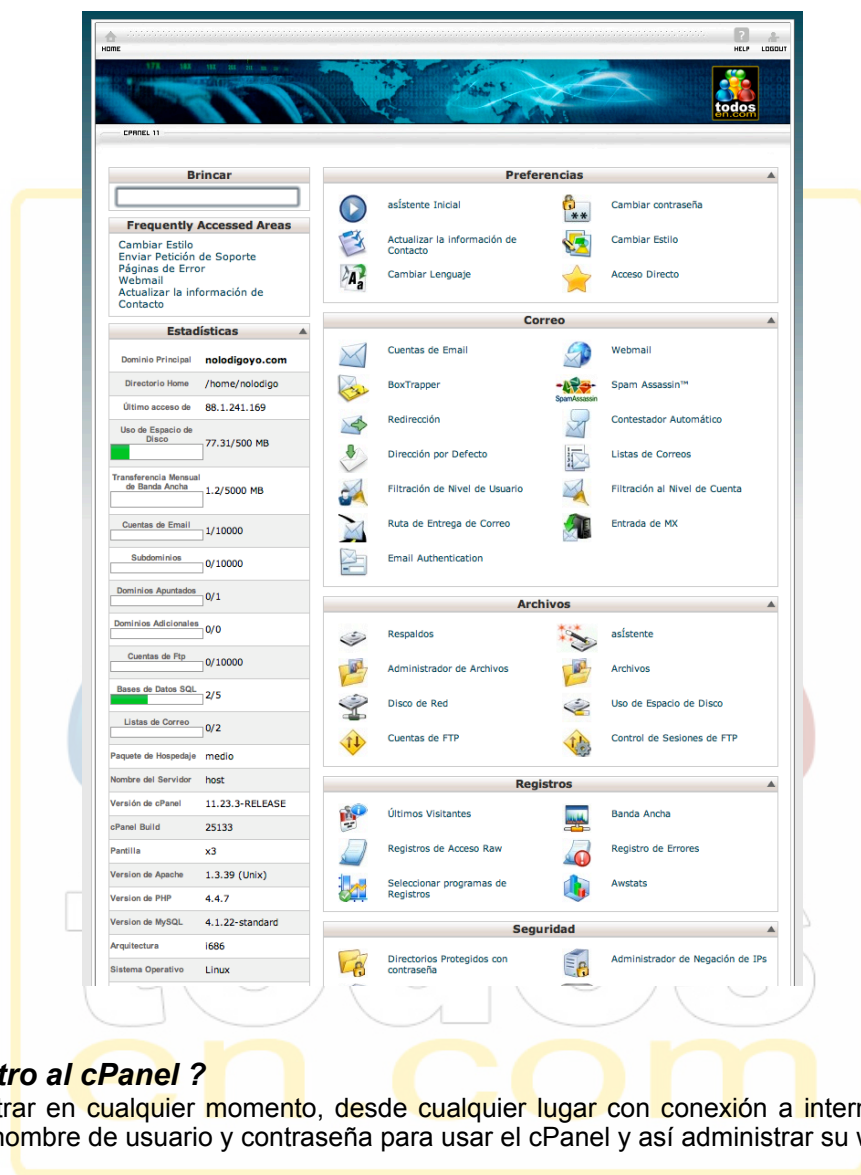 HOME
HELP
LOGOUT
todos
en.com
CPANEL 11
Brincar
Frequently Accessed Areas
Cambiar Estilo
Enviar Petición de Soporte
Páginas de Error
Webmail
Actualizar la información de
Contacto
Estadísticas
Dominio Principal nolodigoyo.com
Directorio Home /home/nolodigo
Último acceso de 88.1.241.169
Uso de Espacio de
Disco 77.31/500 MB
Transferencia Mensual
de Banda Ancha 1.2/5000 MB
Cuentas de Email 1/10000
Subdominios 0/10000
Dominios Apuntados 0/1
Dominios Adicionales 0/0
Cuentas de Ftp 0/10000
Bases de Datos SQL 2/5
Listas de Correo 0/2
Paquete de Hospedaje medio
Nombre del Servidor host
Versión de cPanel 11.23.3-RELEASE
cPanel Build 25133
Pantilla x3
Version de Apache 1.3.39 (Unix)
Version de PHP 4.4.7
Version de MySQL 4.1.22-standard
Arquitectura i686
Sistema Operativo Linux
Preferencias
asÍstente Inicial
Cambiar contraseña
Actualizar la información de
Contacto
Cambiar Estilo
Cambiar Lenguaje
Acceso Directo
Correo
Cuentas de Email
Webmail
BoxTrapper
SpamAssassin
Spam Assassin™
Redirección
Contestador Automático
Dirección por Defecto
Listas de Correos
Filtración de Nivel de Usuario
Filtración al Nivel de Cuenta
Ruta de Entrega de Correo
Entrada de MX
Email Authentication
Archivos
Respaldos
asÍstente
Administrador de Archivos
Archivos
Disco de Red
Uso de Espacio de Disco
Cuentas de FTP
Control de Sesiones de FTP
Registros
Últimos Visitantes
Banda Ancha
Registros de Acceso Raw
Registro de Errores
Seleccionar programas de
Registros
Awstats
Seguridad
Directorios Protegidos con
contraseña
Administrador de Negación de IPs
todos
en com
tro al cPanel ?
trar en cualquier momento, desde cualquier lugar con conexión a intern
nombre de usuario y contraseña para usar el cPanel y así administrar su w